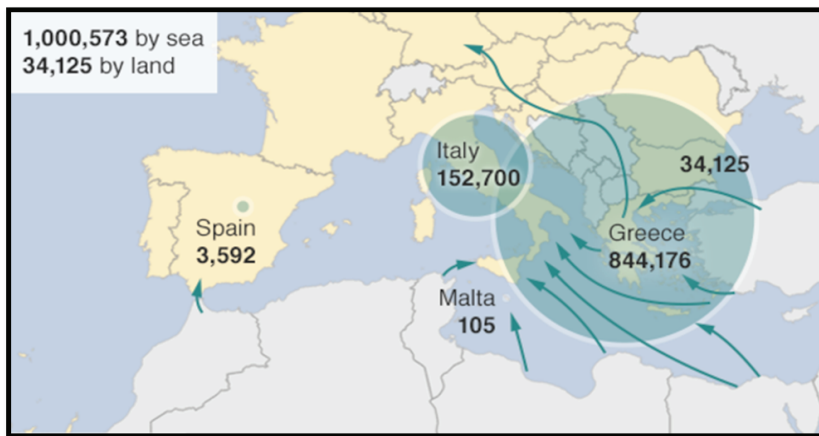 1,000,573 by sea
34,125 by land
Italy
152,700
34,125
Spain
3,592
Greece
844,176
Malta
105